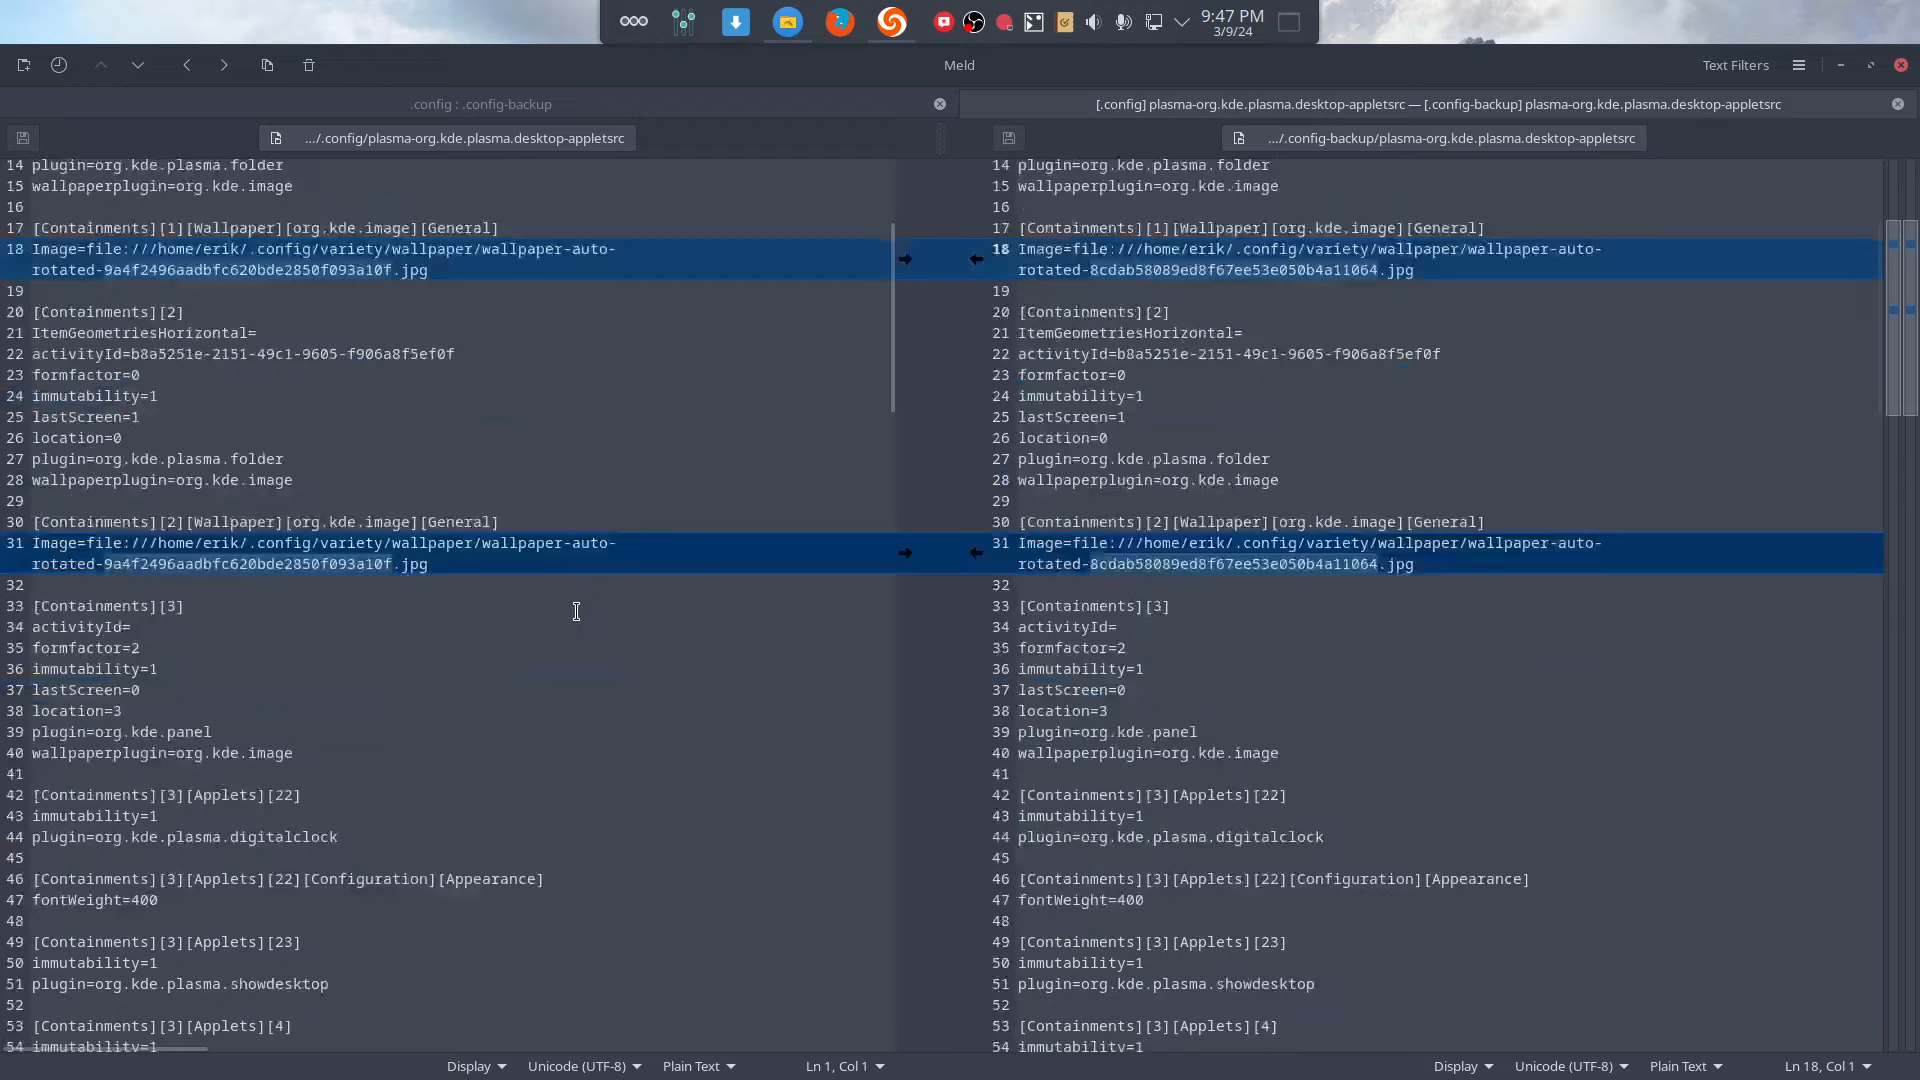 9:47 PM
3/9/24
Meld
Text Filters
.config : .config-backup
[.config] plasma-org.kde.plasma.desktop-appletsrc — [.config-backup] plasma-org.kde.plasma.desktop-appletsrc
.../.config/plasma-org.kde.plasma.desktop-appletsrc
.../.config-backup/plasma-org.kde.plasma.desktop-appletsrc
14 plugin=org.kde.plasma.folder
15 wallpaperplugin=org.kde.image
16
17 [Containments][1][Wallpaper][org.kde.image][General]
18 Image=file:///home/erik/.config/variety/wallpaper/wallpaper-auto-
rotated-9a4f2496aadbfc620bde2850f093a10f.jpg
19
20 [Containments][2]
21 ItemGeometriesHorizontal=
22 activityId=b8a5251e-2151-49c1-9605-f906a8f5ef0f
23 formfactor=0
24 immutability=1
25 lastScreen=1
26 location=0
27 plugin=org.kde.plasma.folder
28 wallpaperplugin=org.kde.image
29
30 [Containments][2][Wallpaper][org.kde.image][General]
31 Image=file:///home/erik/.config/variety/wallpaper/wallpaper-auto-
rotated-9a4f2496aadbfc620bde2850f093a10f.jpg
32
33 [Containments][3]
34 activityId=
35 formfactor=2
36 immutability=1
37 lastScreen=0
38 location=3
39 plugin=org.kde.panel
40 wallpaperplugin=org.kde.image
41
42 [Containments][3][Applets][22]
43 immutability=1
44 plugin=org.kde.plasma.digitalclock
45
46 [Containments][3][Applets][22][Configuration][Appearance]
47 fontWeight=400
48
49 [Containments][3][Applets][23]
50 immutability=1
51 plugin=org.kde.plasma.showdesktop
52
53 [Containments][3][Applets][4]
54 immutability=1
14 plugin=org.kde.plasma.folder
15 wallpaperplugin=org.kde.image
16
17 [Containments][1][Wallpaper][org.kde.image][General]
18 Image=file:///home/erik/.config/variety/wallpaper/wallpaper-auto-
rotated-8cdab58089ed8f67ee53e050b4a11064.jpg
19
20 [Containments][2]
21 ItemGeometriesHorizontal=
22 activityId=b8a5251e-2151-49c1-9605-f906a8f5ef0f
23 formfactor=0
24 immutability=1
25 lastScreen=1
26 location=0
27 plugin=org.kde.plasma.folder
28 wallpaperplugin=org.kde.image
29
30 [Containments][2][Wallpaper][org.kde.image][General]
31 Image=file:///home/erik/.config/variety/wallpaper/wallpaper-auto-
rotated-8cdab58089ed8f67ee53e050b4a11064.jpg
32
33 [Containments][3]
34 activityId=
35 formfactor=2
36 immutability=1
37 lastScreen=0
38 location=3
39 plugin=org.kde.panel
40 wallpaperplugin=org.kde.image
41
42 [Containments][3][Applets][22]
43 immutability=1
44 plugin=org.kde.plasma.digitalclock
45
46 [Containments][3][Applets][22][Configuration][Appearance]
47 fontWeight=400
48
49 [Containments][3][Applets][23]
50 immutability=1
51 plugin=org.kde.plasma.showdesktop
52
53 [Containments][3][Applets][4]
54 immutability=1
Display Unicode (UTF-8) Plain Text Ln 1, Col 1
Display Unicode (UTF-8) Plain Text Ln 18, Col 1